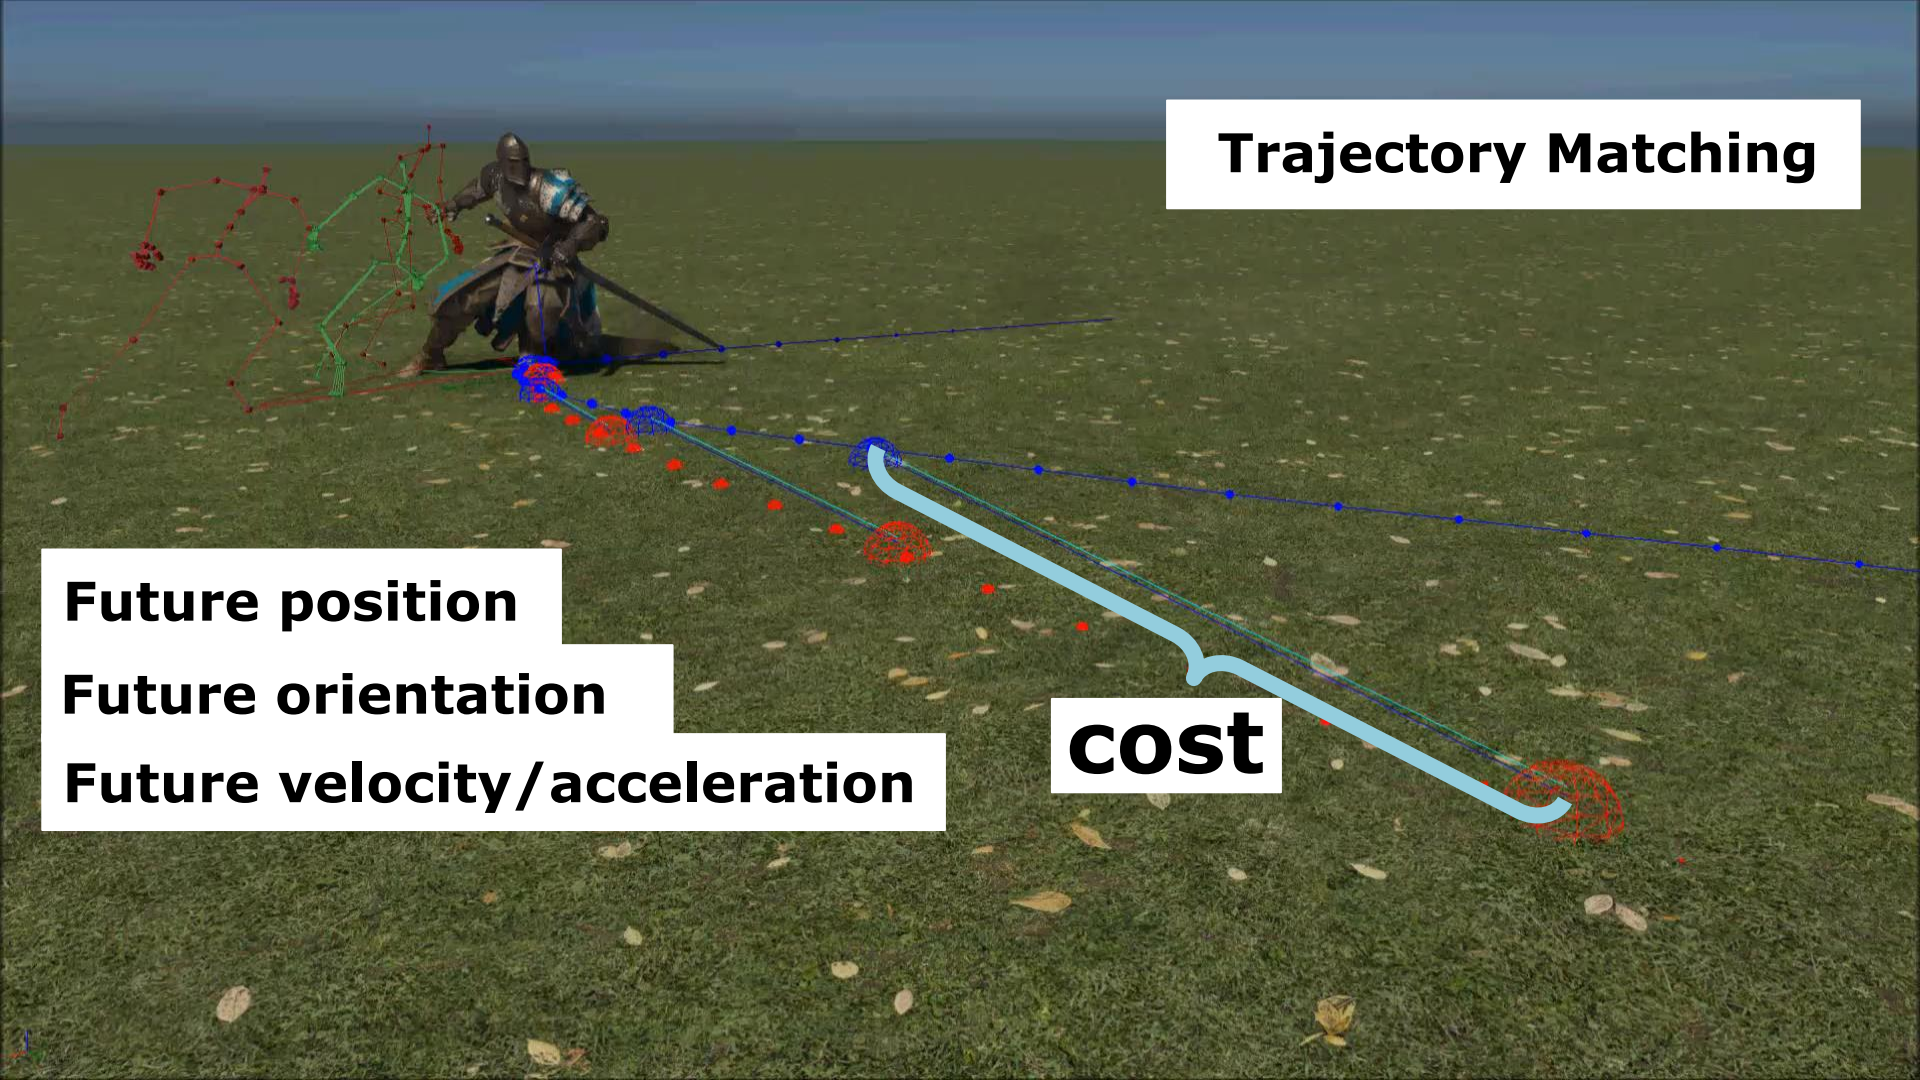 Trajectory Matching
Future position
Future orientation
Future velocity/acceleration
cost